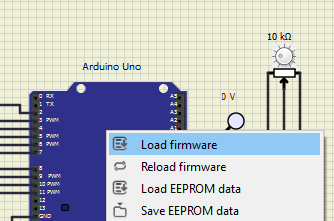 10 kΩ
Arduino Uno
0 V
0 RX
1 TX
2
3 PWM
4
5 PWM
6 PWM
7
8
9 PWM
10 PWM
11 PWM
12
13
GND
A5
A4
A3
A2
A1
Load firmware
Reload firmware
Load EEPROM data
Save EEPROM data